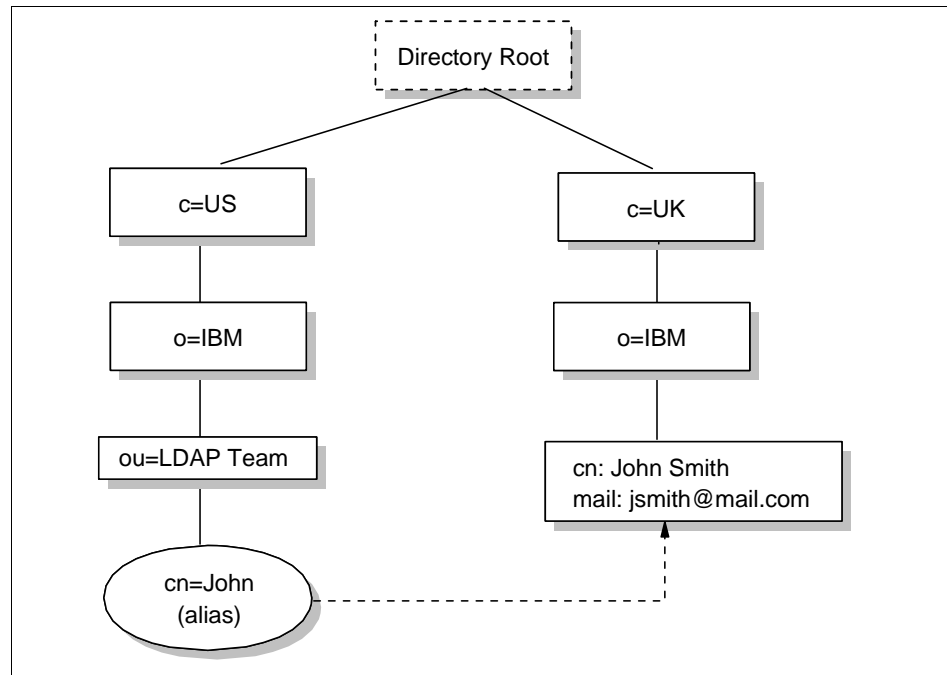 Directory Root
c=US
c=UK
o=IBM
o=IBM
ou=LDAP Team
cn: John Smith
mail: jsmith@mail.com
cn=John
(alias)